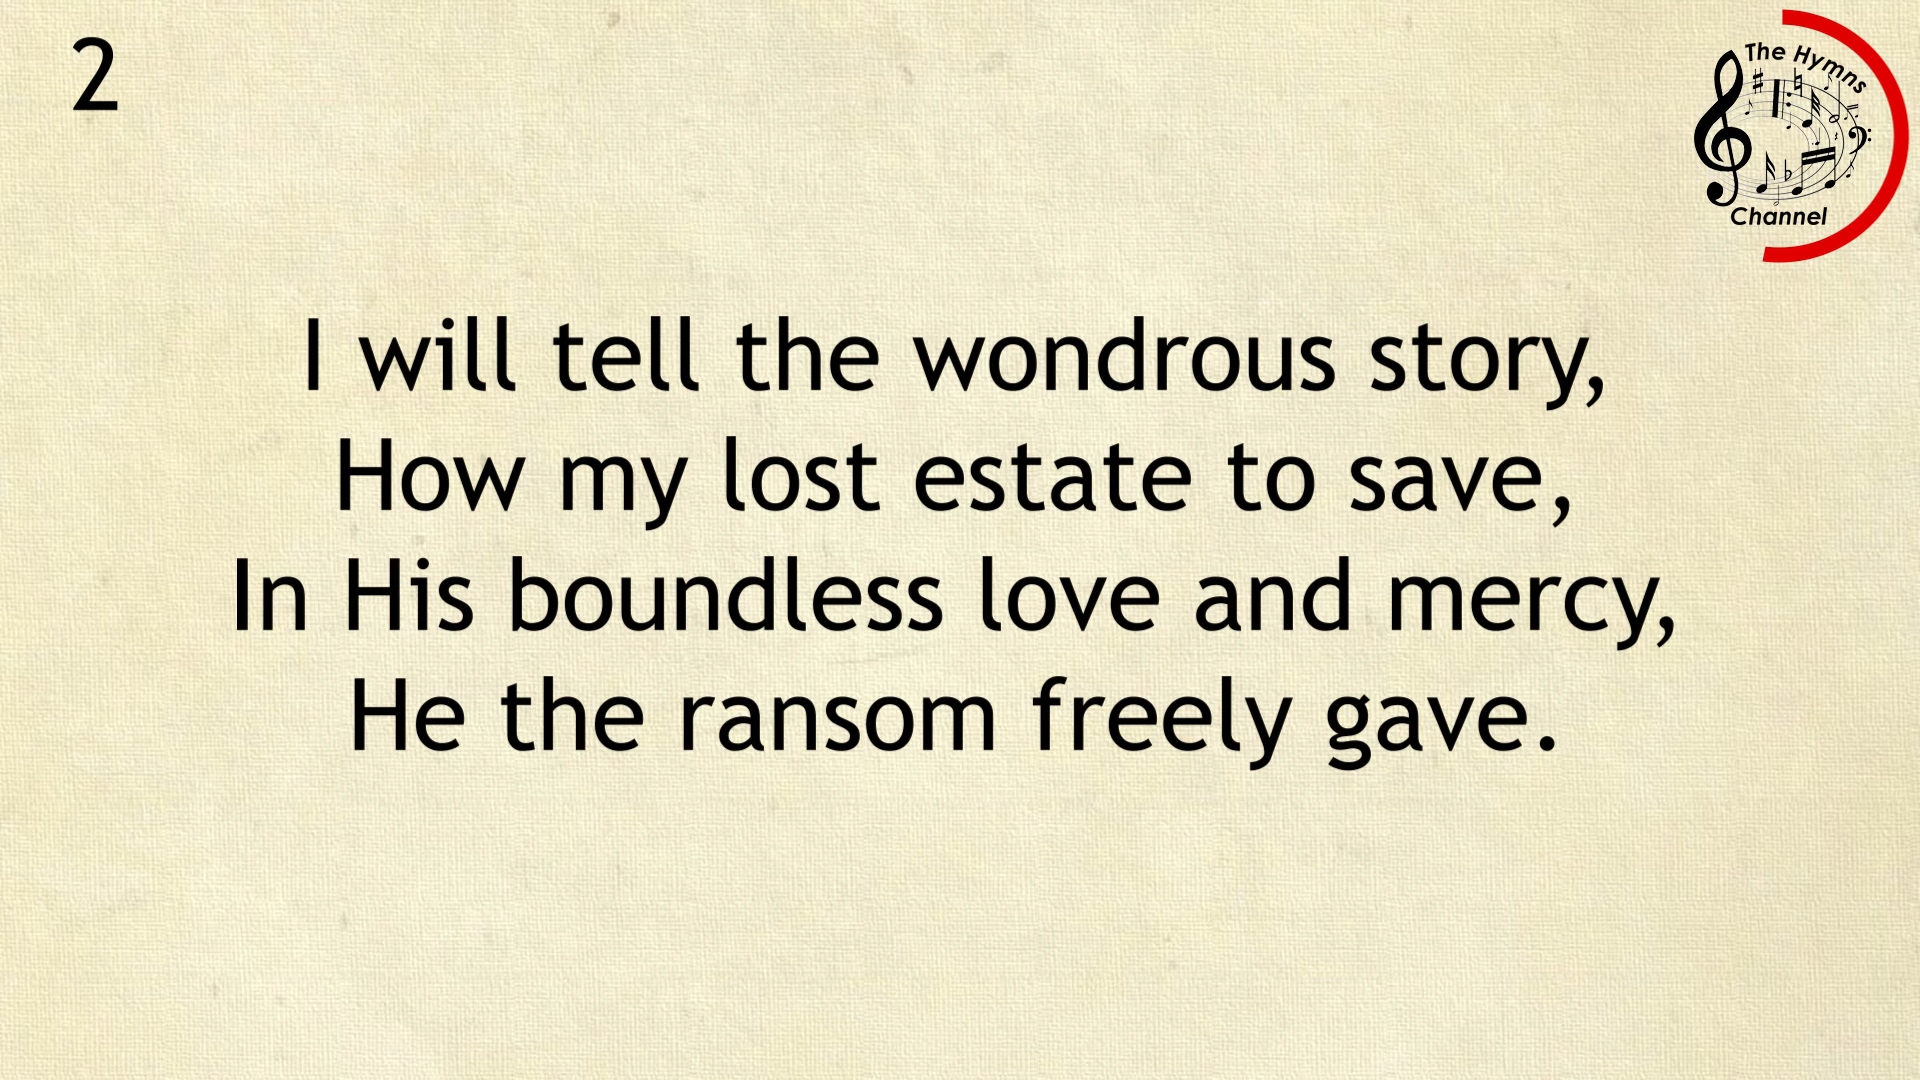 2
The Hymns
Channel
I will tell the wondrous story,
How my lost estate to save,
In His boundless love and mercy,
He the ransom freely gave.